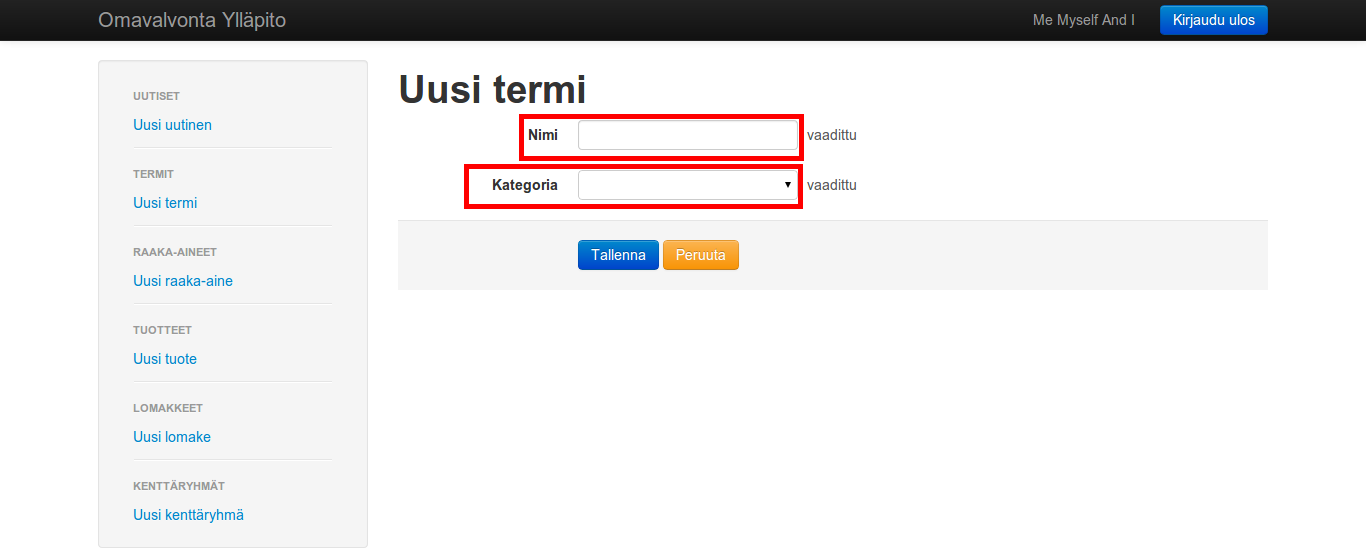 Omavalvonta Ylläpito
Me Myself And I
Kirjaudu ulos
UUTISET
Uusi uutinen
TERMIT
Uusi termi
RAAKA-AINEET
Uusi raaka-aine
TUOTTEET
Uusi tuote
LOMAKKEET
Uusi lomake
KENTTÄRYHMÄT
Uusi kenttäryhmä
Uusi termi
Nimi vaadittu
Kategoria vaadittu
Tallenna Peruuta